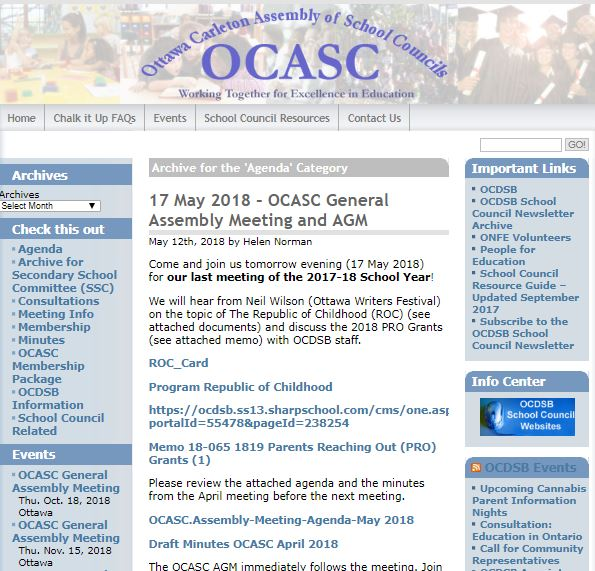 Ottawa Carleton Assembly of School Councils
OCASC
Working Together for Excellence in Education
Home
Chalk it Up FAQs
Events
School Council Resources
Contact Us
GO!
Archives
Archives
Select Month
Check this out
Agenda
Archive for
Secondary School
Committee (SSC)
Consultations
Meeting Info
Membership
Minutes
OCASC
Membership
Package
OCDSB
Information
School Council
Related
Events
OCASC General
Assembly Meeting
Thu. Oct. 18, 2018
Ottawa
OCASC General
Assembly Meeting
Thu. Nov. 15, 2018
Ottawa
Archive for the 'Agenda' Category
17 May 2018 – OCASC General
Assembly Meeting and AGM
May 12th, 2018 by Helen Norman
Come and join us tomorrow evening (17 May 2018)
for our last meeting of the 2017-18 School Year!
We will hear from Neil Wilson (Ottawa Writers Festival)
on the topic of The Republic of Childhood (ROC) (see
attached documents) and discuss the 2018 PRO Grants
(see attached memo) with OCDSB staff.
ROC_Card
Program Republic of Childhood
https://ocdsb.ss13.sharpschool.com/cms/one.asp
portalId=55478&pageId=238254
Memo 18-065 1819 Parents Reaching Out (PRO)
Grants (1)
Please review the attached agenda and the minutes
from the April meeting before the next meeting.
OCASC.Assembly-Meeting-Agenda-May 2018
Draft Minutes OCASC April 2018
The OCASC AGM immediately follows the meeting. Join
Important Links
OCDSB
OCDSB School
Council Newsletter
Archive
ONFE Volunteers
People for
Education
School Council
Resource Guide –
Updated September
2017
Subscribe to the
OCDSB School
Council Newsletter
Info Center
OCDSB
School Council
Websites
OCDSB Events
Upcoming Cannabis
Parent Information
Nights
Consultation:
Education in Ontario
Call for Community
Representatives